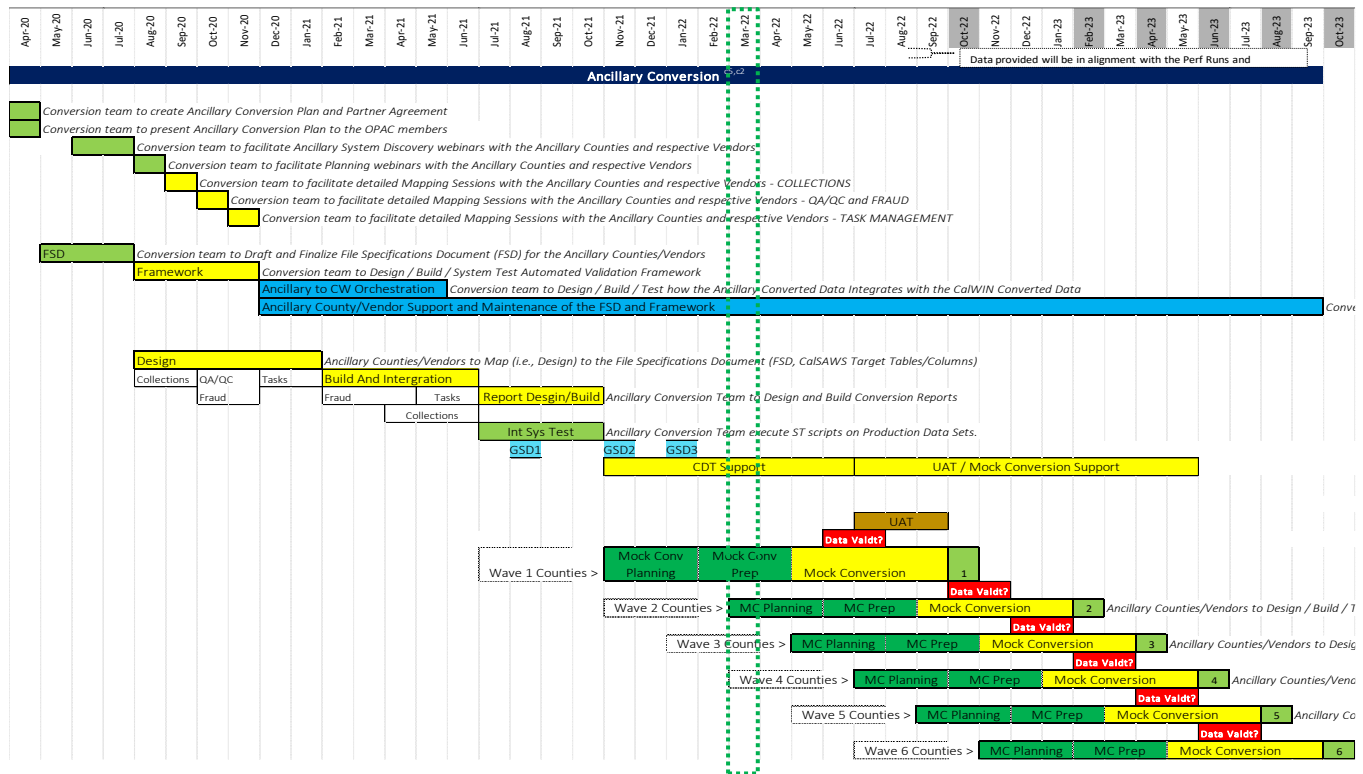 Apr-20 May-20 Jun-20 Jul-20 Aug-20 Sep-20 Oct-20 Nov-20 Dec-20 Jan-21 Feb-21 Mar-21 Apr-21 May-21 Jun-21 Jul-21 Aug-21 Sep-21 Oct-21 Nov-21 Dec-21 Jan-22 Feb-22 Mar-22 Apr-22 May-22 Jun-22 Jul-22 Aug-22 Sep-22 Oct-22 Nov-22 Dec-22 Jan-23 Feb-23 Mar-23 Apr-23 May-23 Jun-23 Jul-23 Aug-23 Sep-23 Oct-23
Data provided will be in alignment with the Perf Runs and
Ancillary Conversion
Conversion team to create Ancillary Conversion Plan and Partner Agreement
Conversion team to present Ancillary Conversion Plan to the OPAC members
Conversion team to facilitate Ancillary System Discovery webinars with the Ancillary Counties and respective Vendors
Conversion team to facilitate Planning webinars with the Ancillary Counties and respective Vendors
Conversion team to facilitate detailed Mapping Sessions with the Ancillary Counties and respective Vendors - COLLECTIONS
Conversion team to facilitate detailed Mapping Sessions with the Ancillary Counties and respective Vendors - QA/QC and FRAUD
Conversion team to facilitate detailed Mapping Sessions with the Ancillary Counties and respective Vendors - TASK MANAGEMENT
FSD Conversion team to Draft and Finalize File Specifications Document (FSD) for the Ancillary Counties/Vendors
Framework Conversion team to Design / Build / System Test Automated Validation Framework
Ancillary to CW Orchestration Conversion team to Design / Build / Test how the Ancillary Converted Data Integrates with the CalWIN Converted Data
Ancillary County/Vendor Support and Maintenance of the FSD and Framework Conve
Design Ancillary Counties/Vendors to Map (i.e., Design) to the File Specifications Document (FSD, CalSAWS Target Tables/Columns)
Collections QA/QC Tasks Build And Intergration
Fraud Fraud Tasks Report Desgin/Build Ancillary Conversion Team to Design and Build Conversion Reports
Collections
Int Sys Test Ancillary Conversion Team execute ST scripts on Production Data Sets.
GSD1 GSD2 GSD3
CDT Support UAT / Mock Conversion Support
UAT
Data Valdt?
Wave 1 Counties > Mock Conv Planning Mock Conv Prep Mock Conversion 1
Data Valdt?
Wave 2 Counties > MC Planning MC Prep Mock Conversion 2 Ancillary Counties/Vendors to Design / Build / T
Data Valdt?
Wave 3 Counties > MC Planning MC Prep Mock Conversion 3 Ancillary Counties/Vendors to Desig
Data Valdt?
Wave 4 Counties > MC Planning MC Prep Mock Conversion 4 Ancillary Counties/Vend
Data Valdt?
Wave 5 Counties > MC Planning MC Prep Mock Conversion 5 Ancillary Co
Data Valdt?
Wave 6 Counties > MC Planning MC Prep Mock Conversion 6